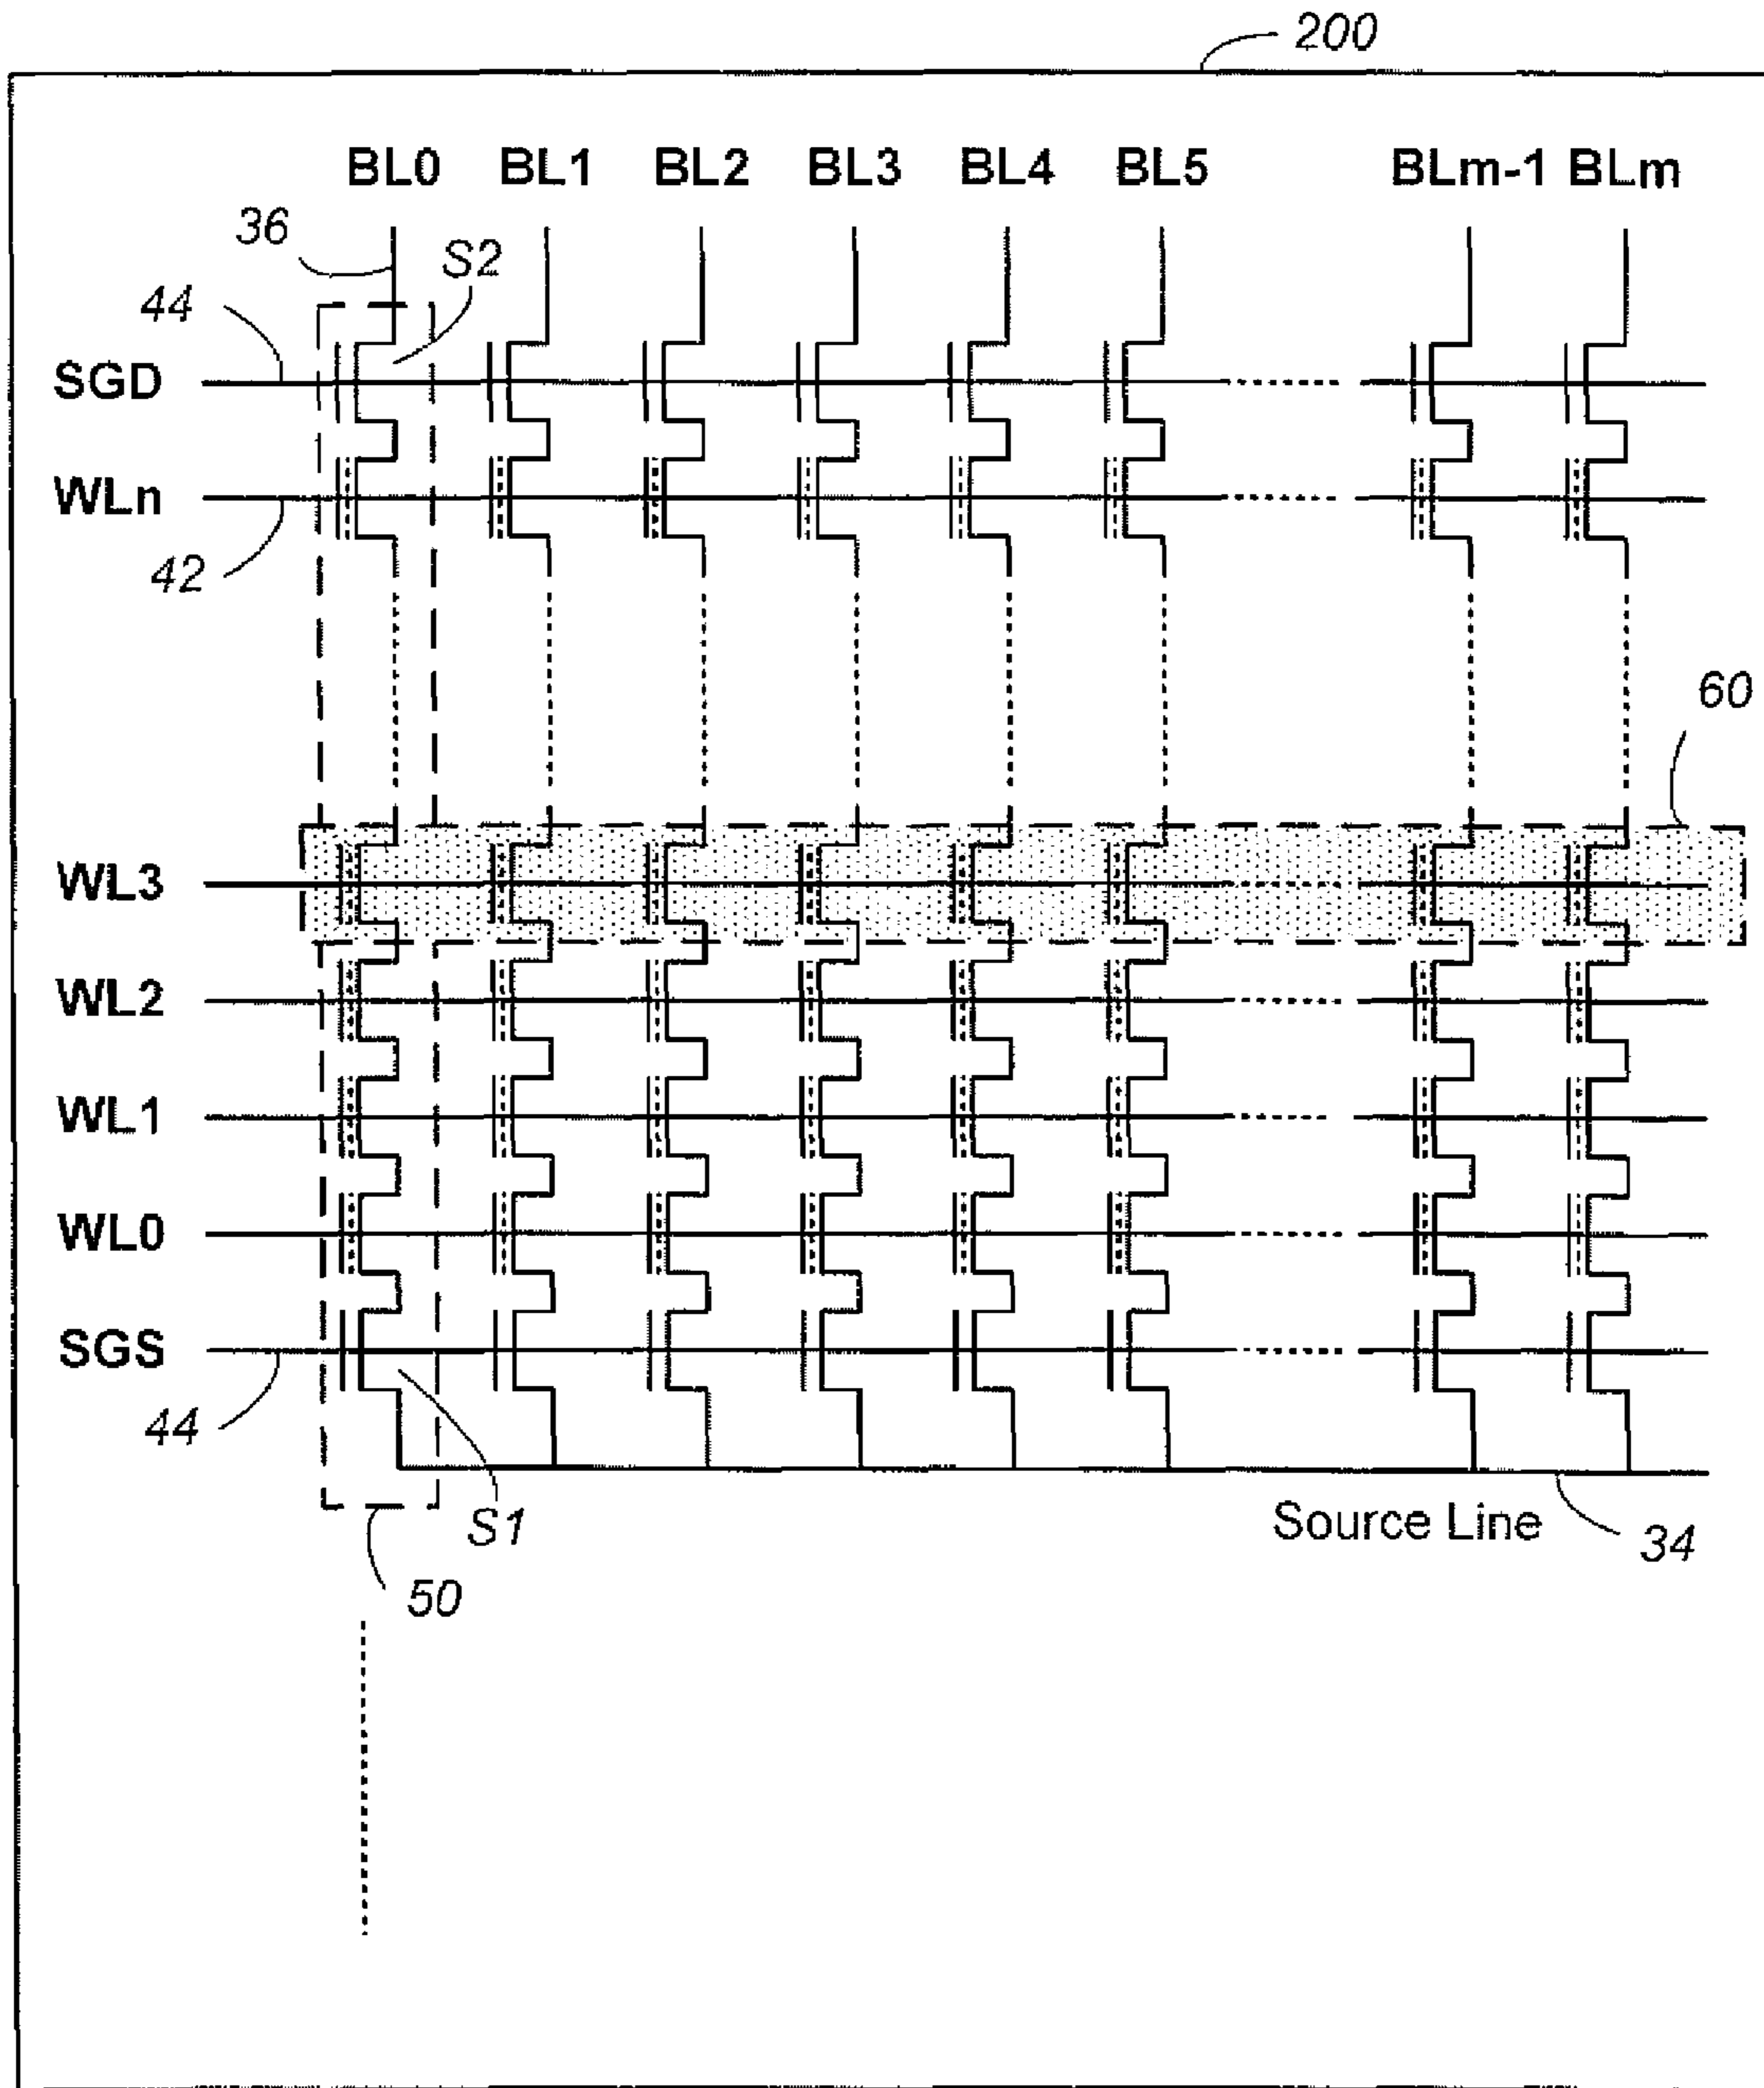 200
BL0 BL1 BL2 BL3 BL4 BL5 BLm-1 BLm
36
S2
44
SGD
WLn
42
60
WL3
WL2
WL1
WL0
SGS
44
S1
Source Line
34
50